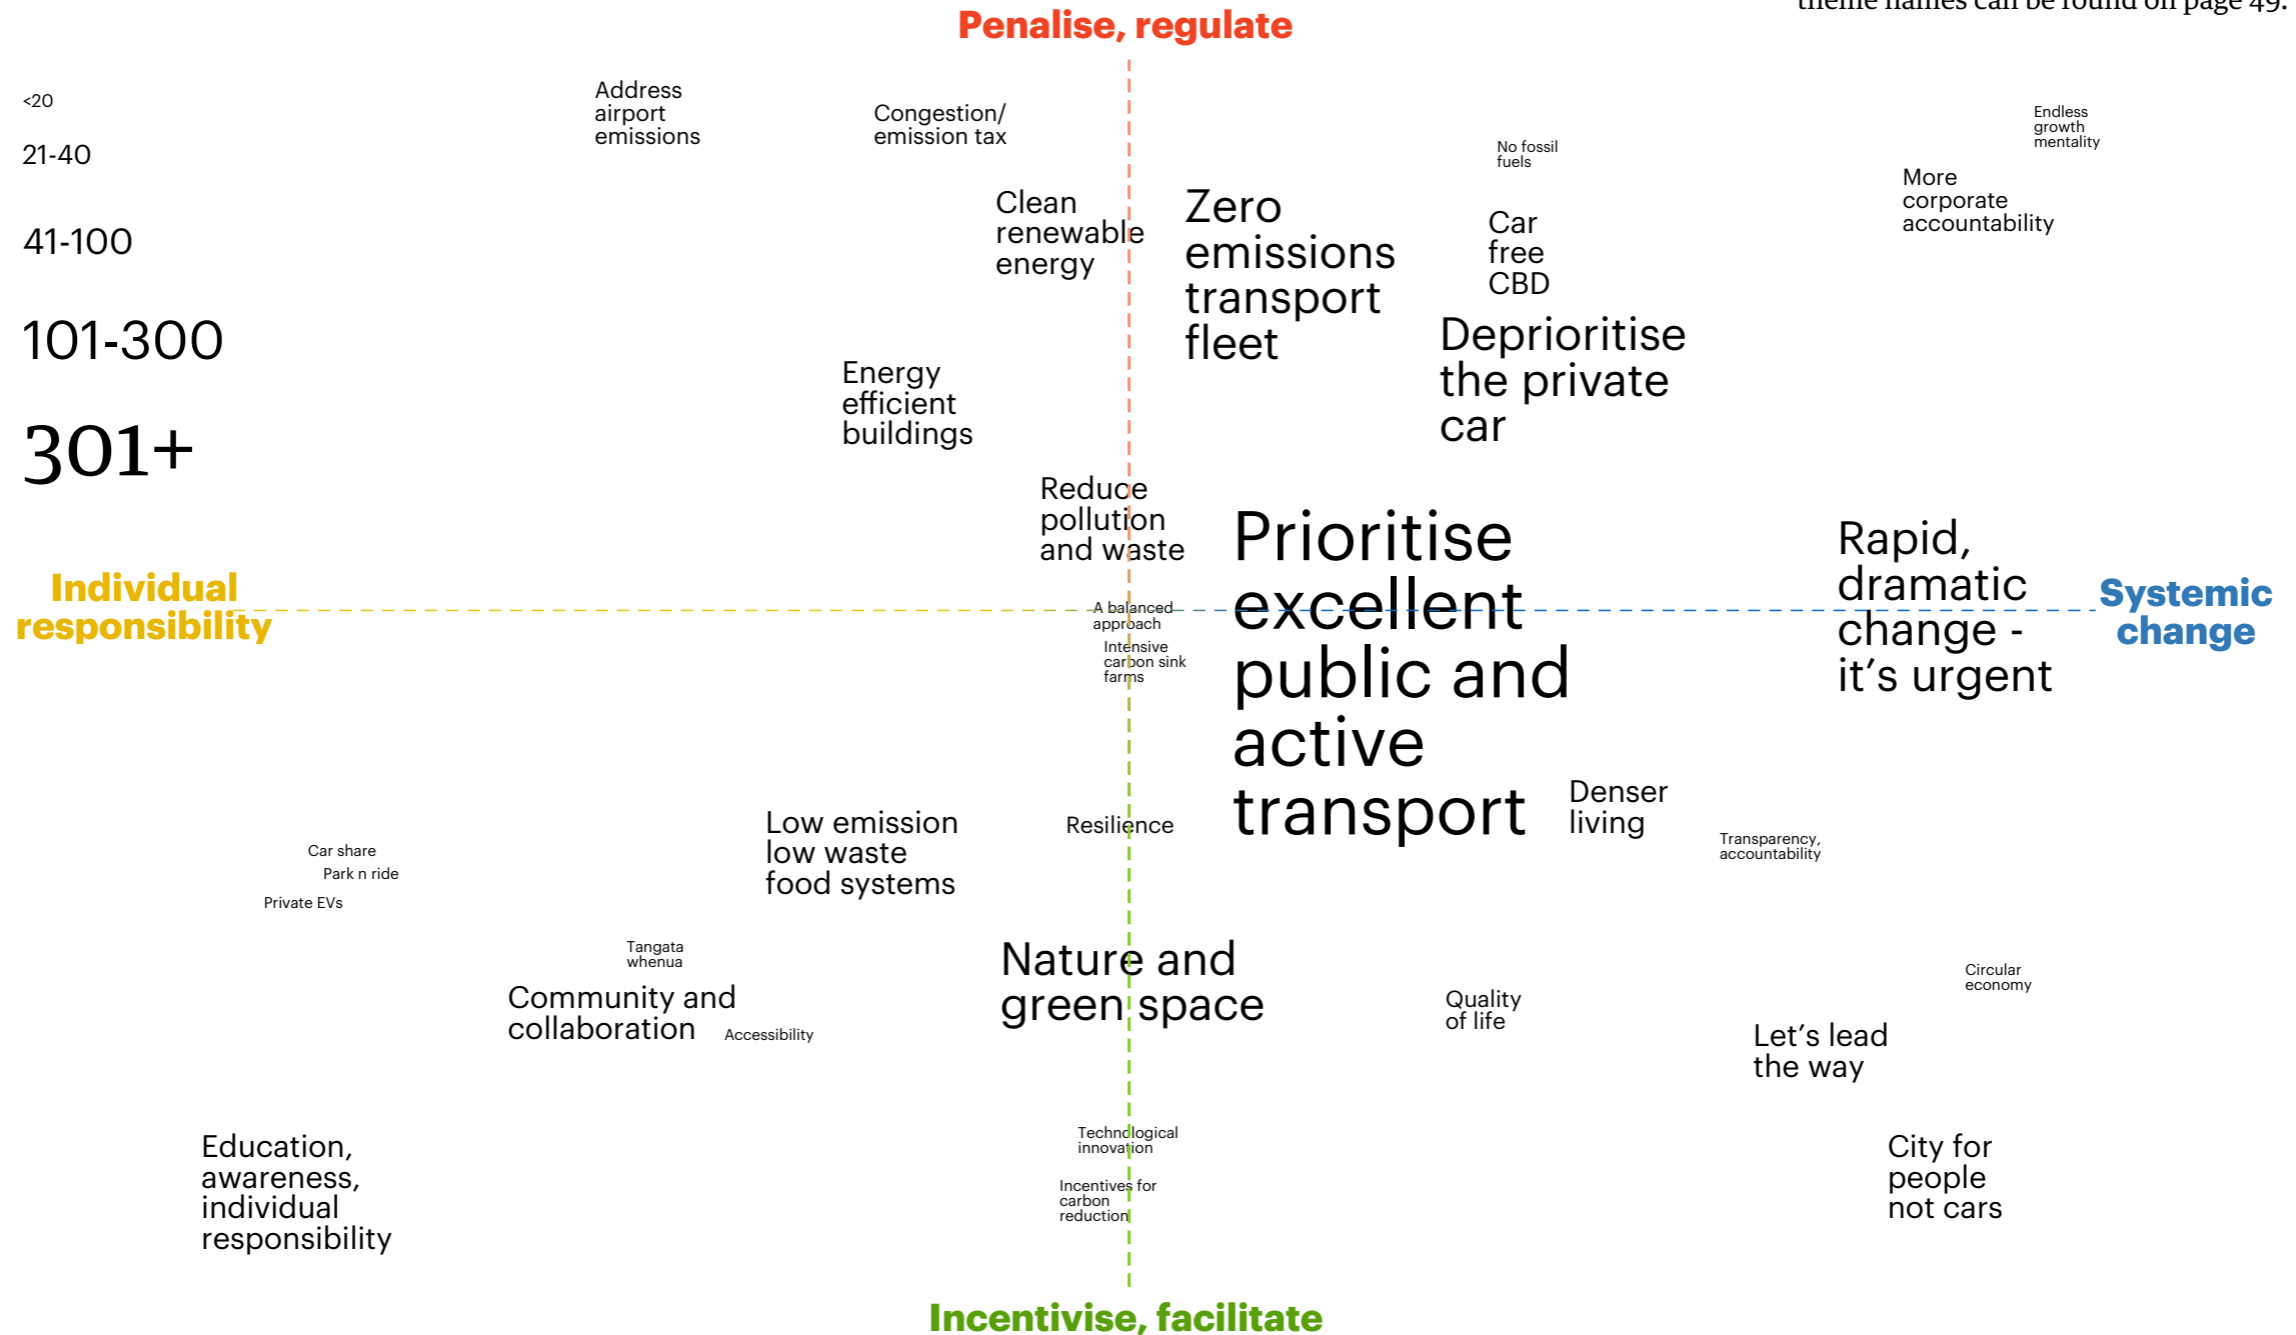 theme names can be found on page 49.
Penalise, regulate
<20
21-40
41-100
101-300
301+
Address
airport
emissions
Congestion/
emission tax
No fossil
fuels
Endless
growth
mentality
More
corporate
accountability
Clean
renewable
energy
Zero
emissions
transport
fleet
Car
free
CBD
Deprioritise
the private
car
Energy
efficient
buildings
Reduce
pollution
and waste
Prioritise
excellent
public and
active
transport
Rapid,
dramatic
change -
it's urgent
Individual
responsibility
Systemic
change
A balanced
approach
Intensive
carbon sink
farms
Low emission
low waste
food systems
Resilience
Denser
living
Transparency,
accountability
Car share
Park n ride
Private EVs
Tangata
whenua
Community and
collaboration
Accessibility
Nature and
green space
Quality
of life
Circular
economy
Let's lead
the way
Technological
innovation
Incentives for
carbon
reduction
Education,
awareness,
individual
responsibility
City for
people
not cars
Incentivise, facilitate